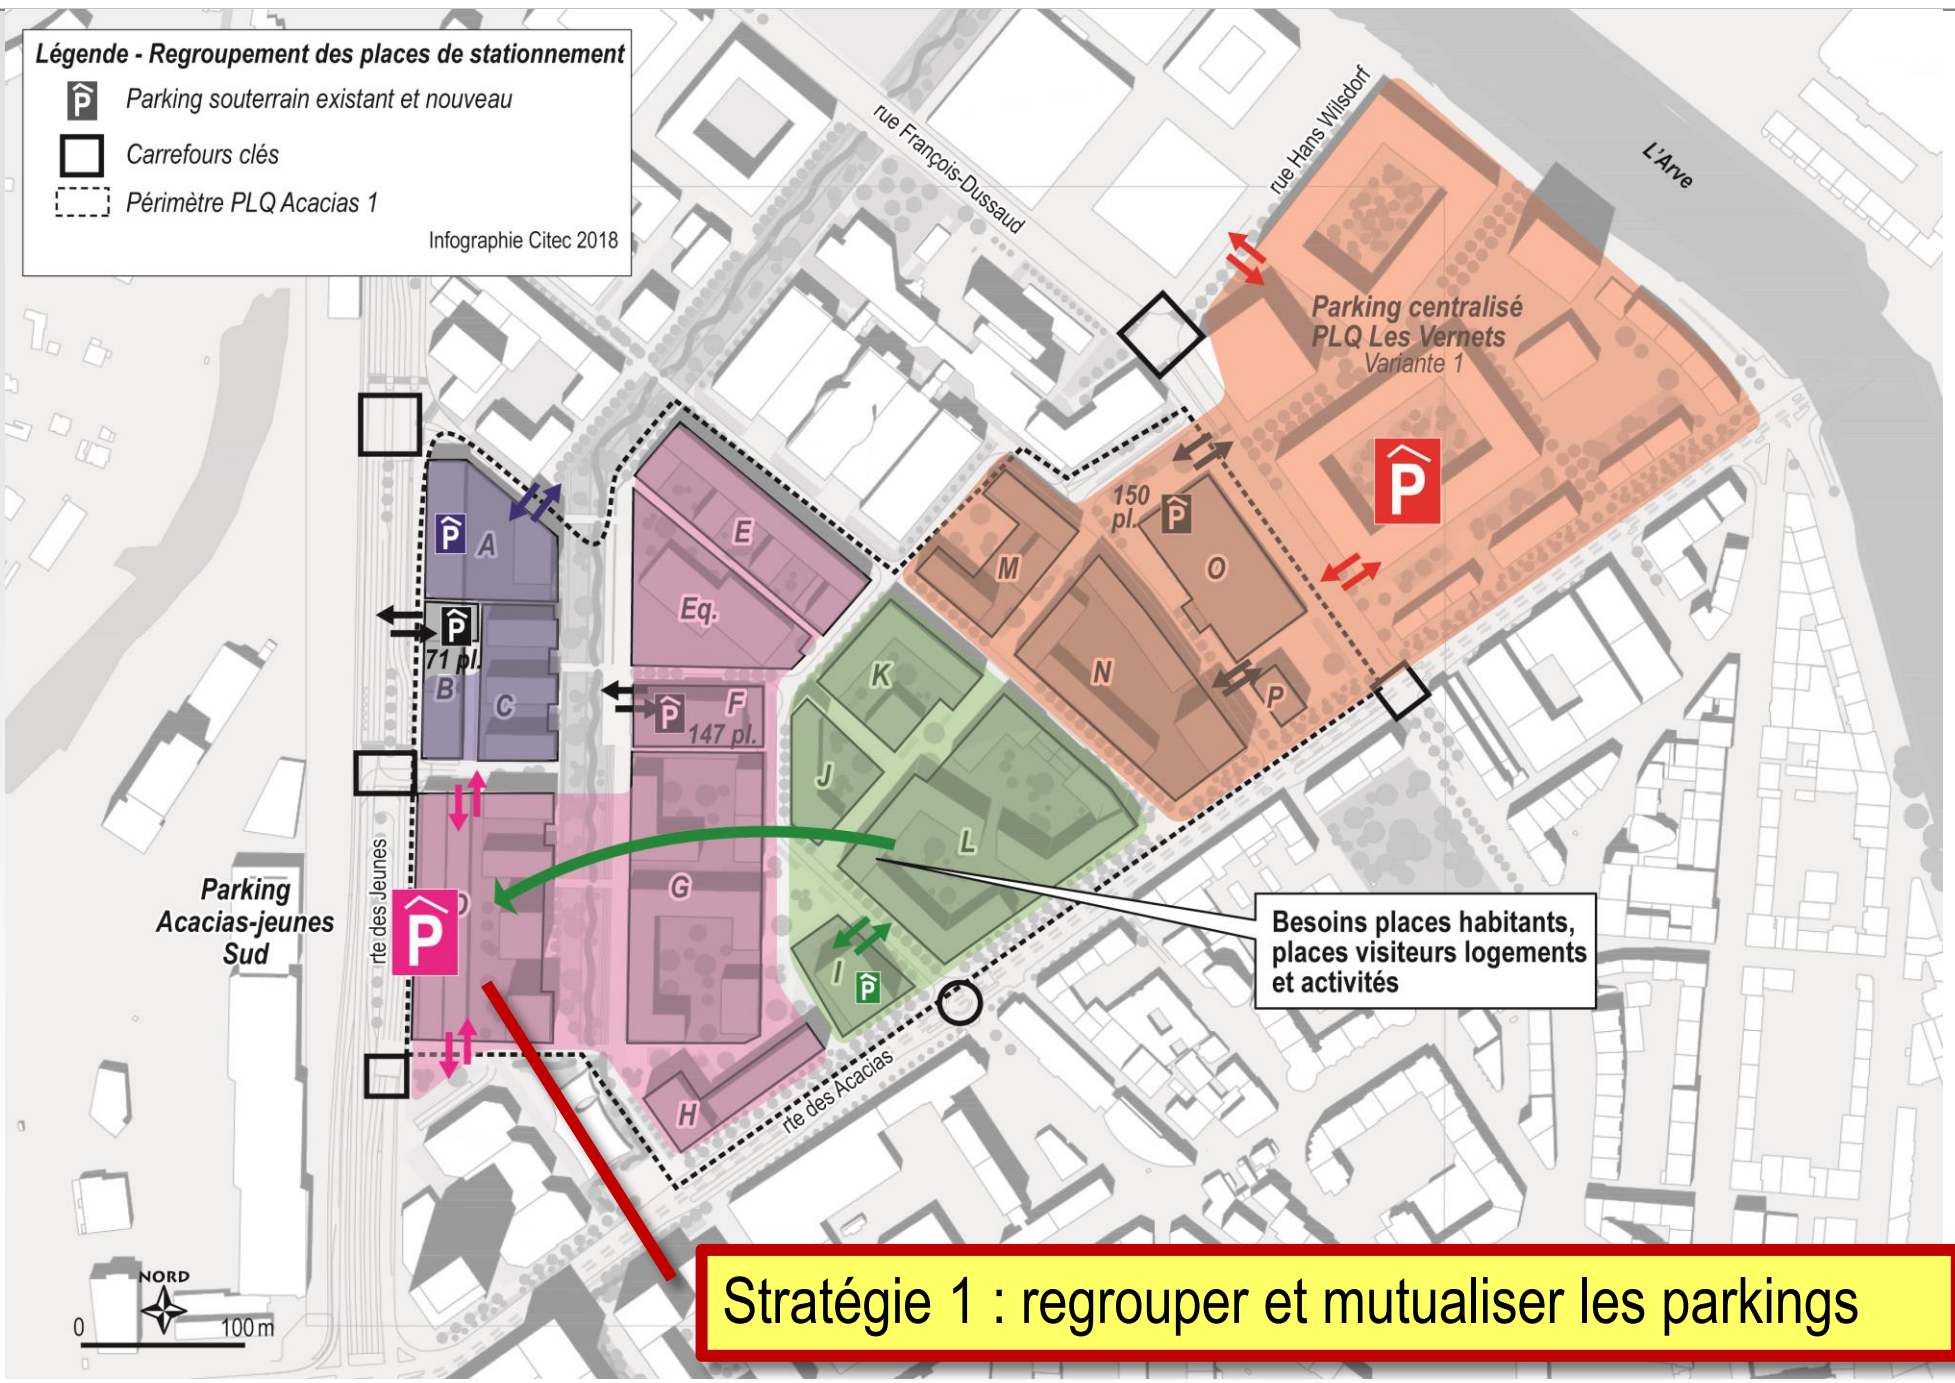 Légende - Regroupement des places de stationnement
P
Parking souterrain existant et nouveau
Carrefours clés
Périmètre PLQ Acacias 1
Infographie Citec 2018
rue François-Dussaud
rue Hans Wilsdorf
L'Arve
Parking centralisé
PLQ Les Vernets
Variante 1
P
150
pl.
P
O
M
N
P
E
Eq.
P
A
P
71 pl.
B
C
F
P
147 pl.
K
J
L
G
I
P
H
D
P
Parking
Acacias-jeunes
Sud
rte des Jeunes
rte des Acacias
Besoins places habitants,
places visiteurs logements
et activités
NORD
0
100 m
Stratégie 1 : regrouper et mutualiser les parkings